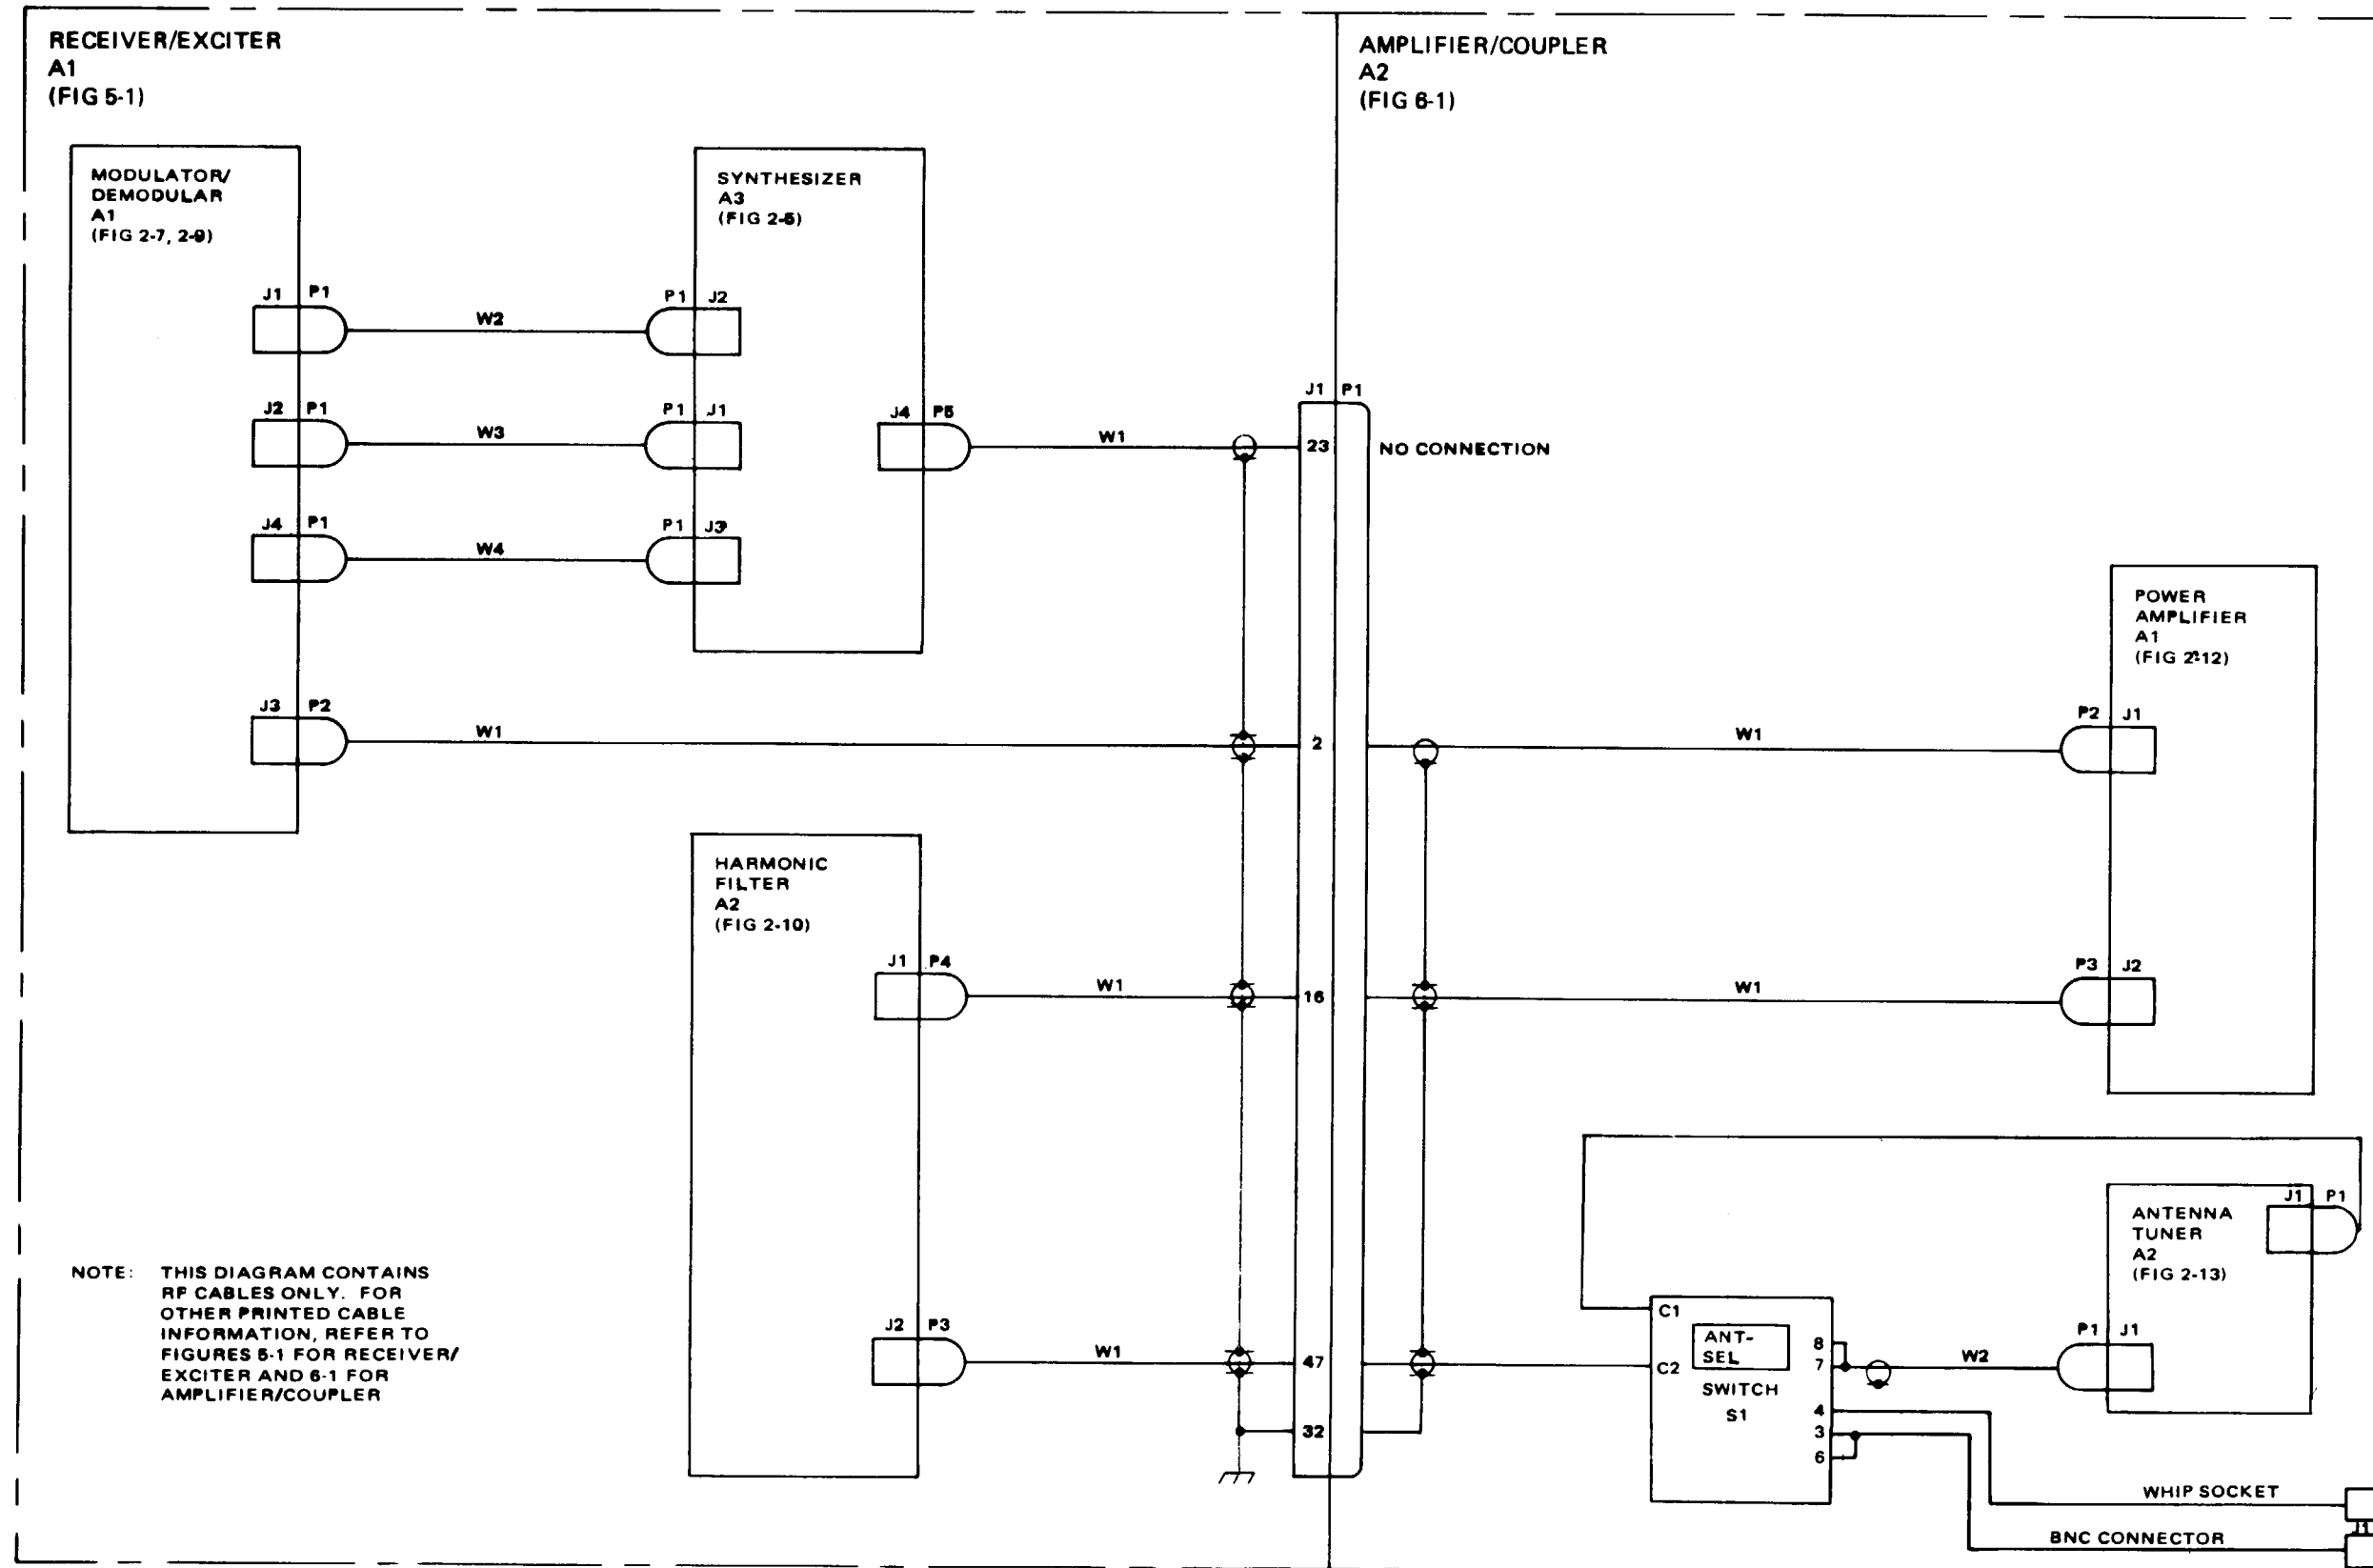 RECEIVER/EXCITER
A1
(FIG 5-1)
AMPLIFIER/COUPLER
A2
(FIG 6-1)
MODULATOR/
DEMODULAR
A1
(FIG 2-7, 2-9)
SYNTHESIZER
A3
(FIG 2-6)
J1 P1
W2
P1 J2
J2 P1
W3
P1 J1
J4 P5
W1
J1 P1
23
NO CONNECTION
J4 P1
W4
P1 J3
POWER
AMPLIFIER
A1
(FIG 2-12)
J3 P2
W1
2
W1
P2 J1
HARMONIC
FILTER
A2
(FIG 2-10)
J1 P4
W1
16
W1
P3 J2
ANTENNA
TUNER
A2
(FIG 2-13)
J1 P1
NOTE: THIS DIAGRAM CONTAINS
RF CABLES ONLY. FOR
OTHER PRINTED CABLE
INFORMATION, REFER TO
FIGURES 5-1 FOR RECEIVER/
EXCITER AND 6-1 FOR
AMPLIFIER/COUPLER
J2 P3
W1
47
32
C1
C2
ANT-
SEL
SWITCH
S1
8
7
4
3
6
W2
P1 J1
WHIP SOCKET
J1
BNC CONNECTOR